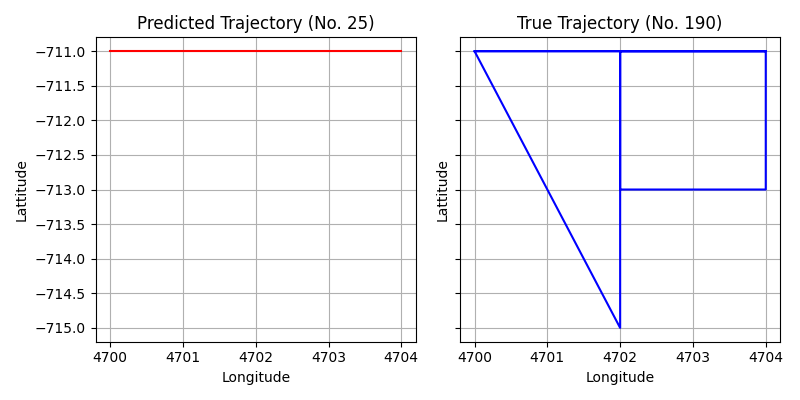 Predicted Trajectory (No. 25)
−711.0
−711.5
−712.0
−712.5
−713.0
−713.5
−714.0
−714.5
−715.0
Lattitude
4700 4701 4702 4703 4704
Longitude
True Trajectory (No. 190)
Lattitude
4700 4701 4702 4703 4704
Longitude